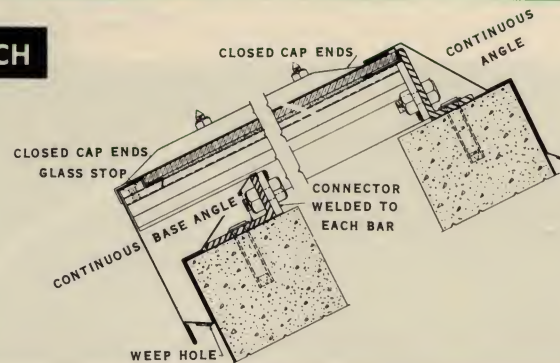 CH
CLOSED CAP ENDS
CONTINUOUS
ANGLE
CLOSED CAP ENDS
GLASS STOP
CONTINUOUS BASE ANGLE
CONNECTOR
WELDED TO
EACH BAR
WEEP HOLE